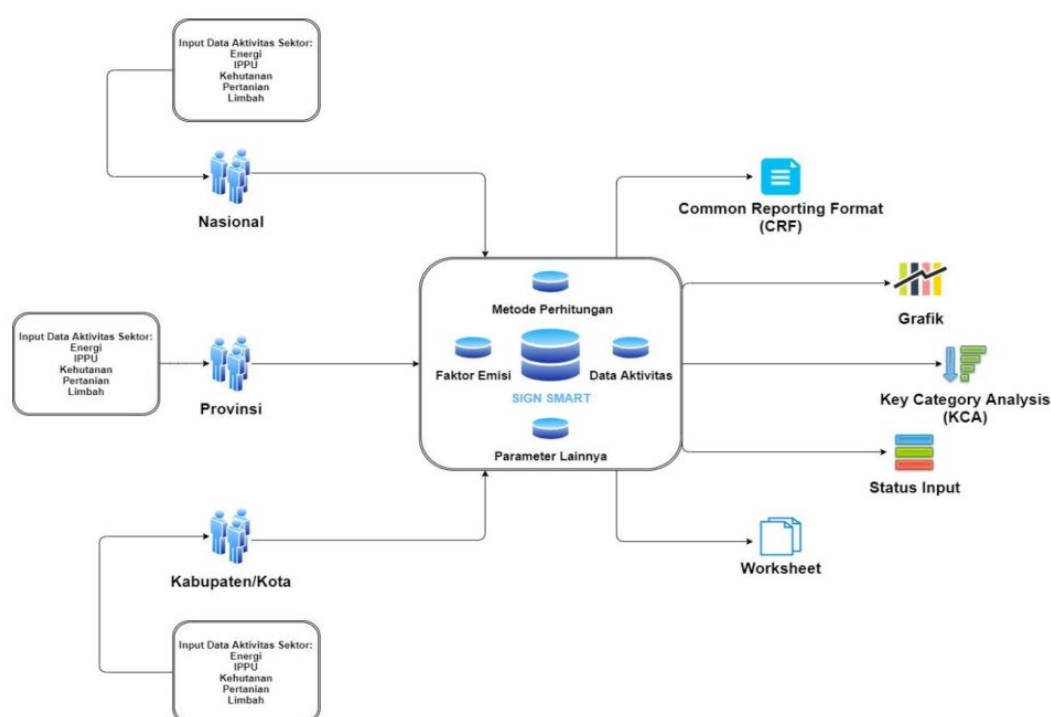 Input Data Aktivitas Sektor:
Energi
IPPU
Kehutanan
Pertanian
Limbah
Nasional
Common Reporting Format
(CRF)
Metode Perhitungan
Grafik
Input Data Aktivitas Sektor:
Energi
IPPU
Kehutanan
Pertanian
Limbah
Provinsi
Faktor Emisi
Data Aktivitas
SIGN SMART
Key Category Analysis
(KCA)
Parameter Lainnya
Status Input
Kabupaten/Kota
Worksheet
Input Data Aktivitas Sektor:
Energi
IPPU
Kehutanan
Pertanian
Limbah